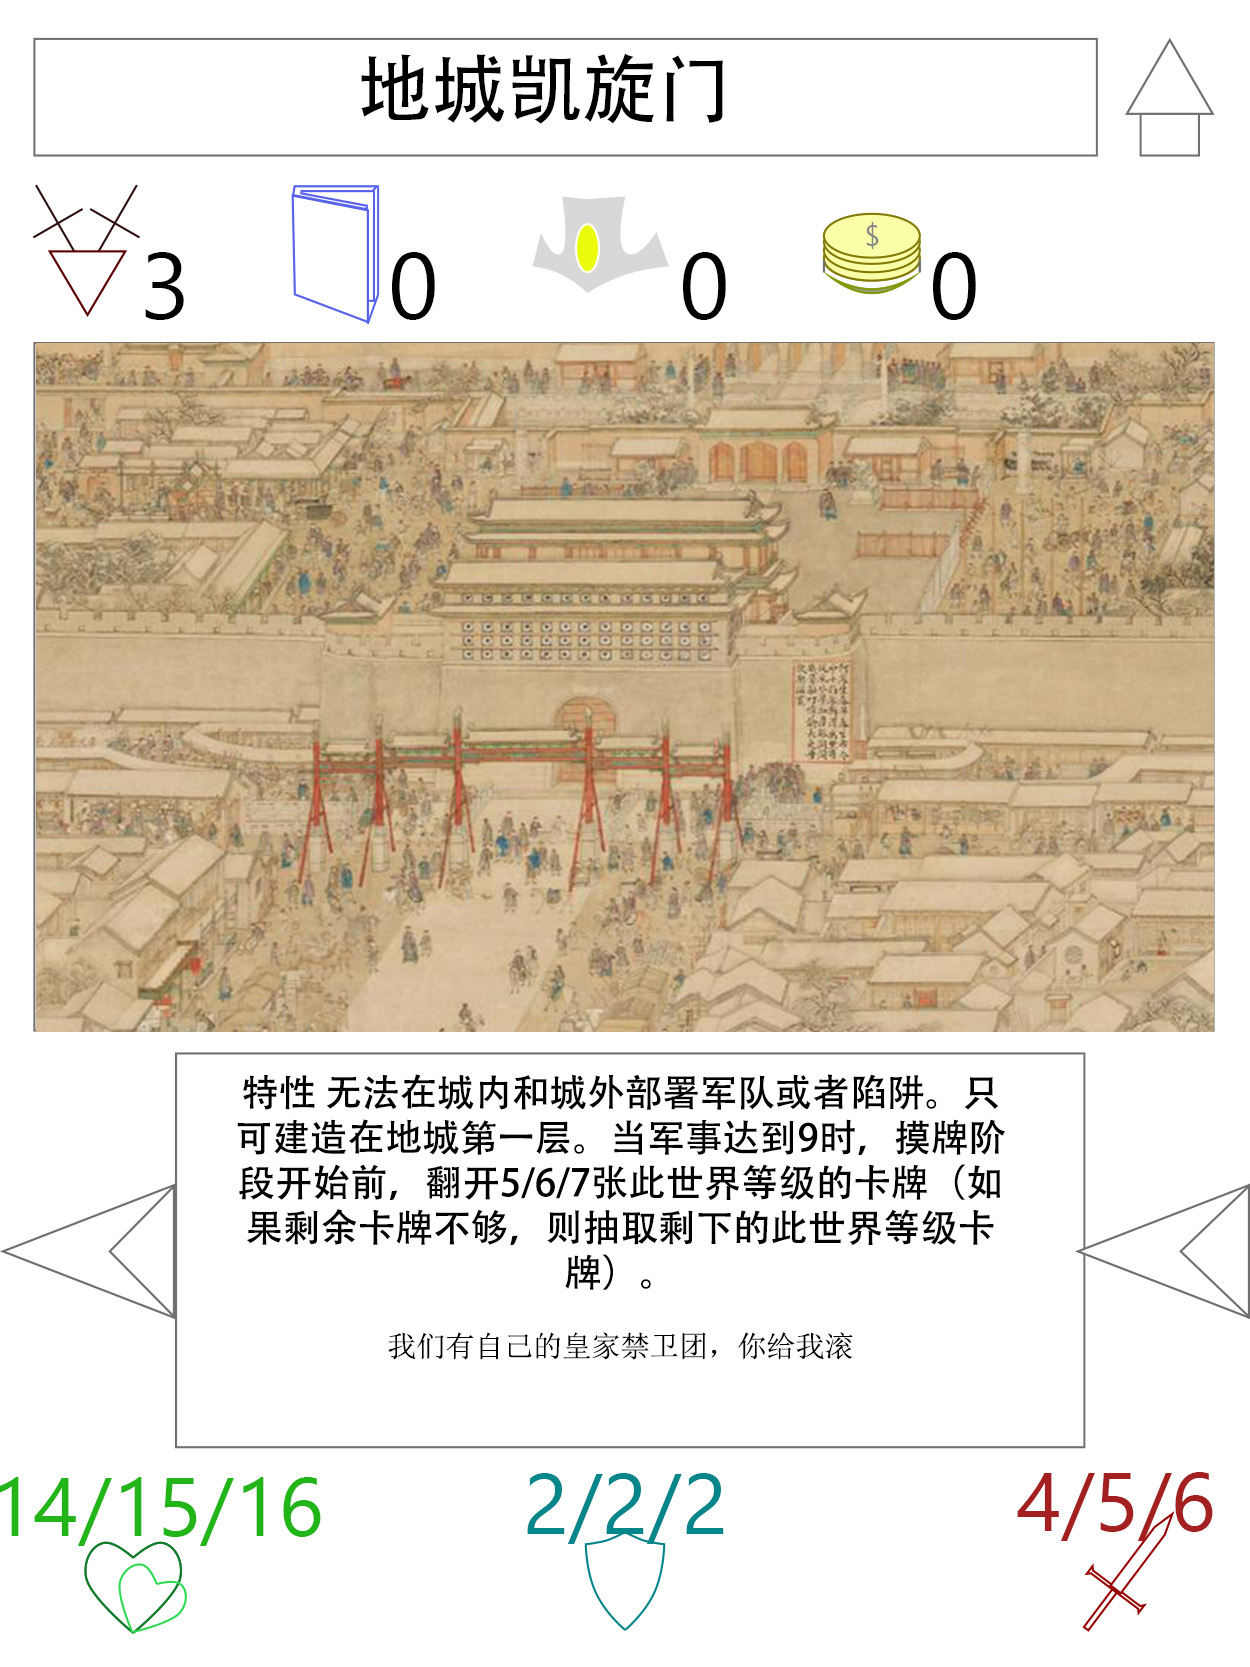 地城凯旋门
3
0
0
$
0
特性 无法在城内和城外部署军队或者陷阱。只
可建造在地城第一层。当军事达到9时，摸牌阶
段开始前，翻开5/6/7张此世界等级的卡牌（如
果剩余卡牌不够，则抽取剩下的此世界等级卡
牌）。
我们有自己的皇家禁卫团，你给我滚
14/15/16
2/2/2
4/5/6